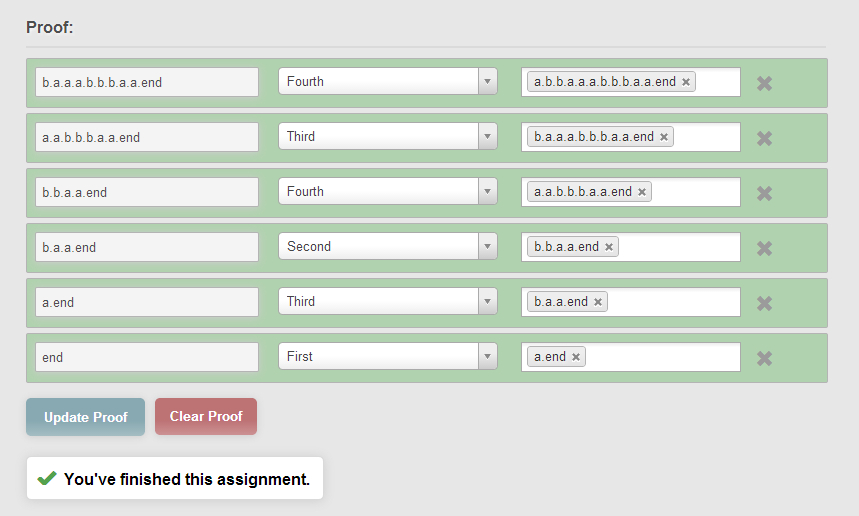 Proof:
b.a.a.a.b.b.b.a.a.end Fourth a.b.b.a.a.a.b.b.b.a.a.end
a.a.b.b.b.a.a.end Third b.a.a.a.b.b.b.a.a.end
b.b.a.a.end Fourth a.a.b.b.b.a.a.end
b.a.a.end Second b.b.a.a.end
a.end Third b.a.a.end
end First a.end
Update Proof Clear Proof
You've finished this assignment.